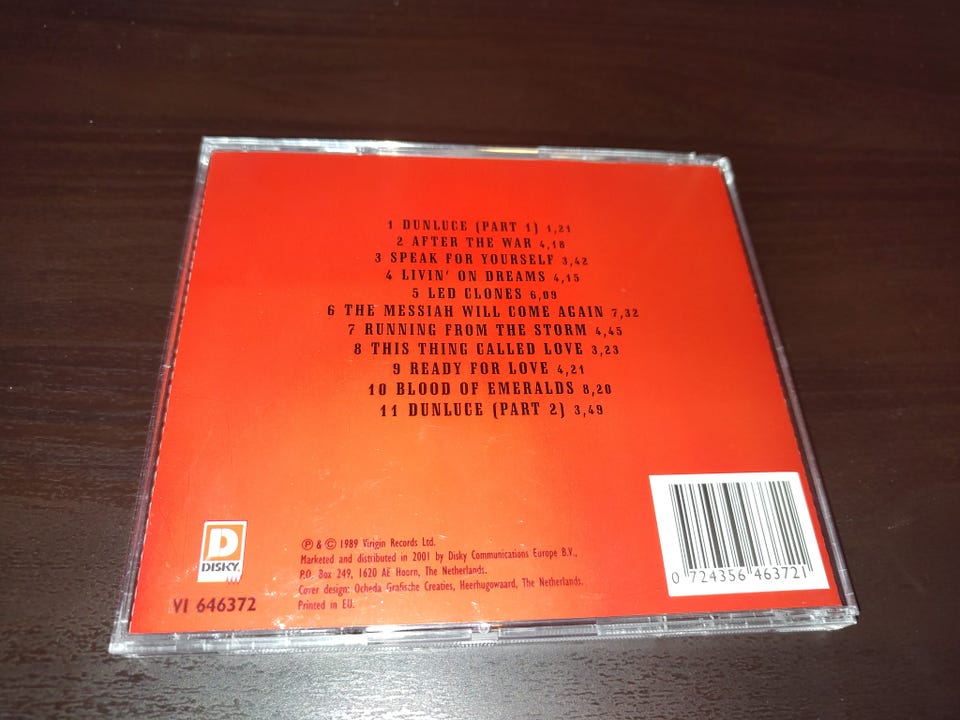 1 DUNLUCE (PART 1) 1,21
2 AFTER THE WAR 4,18
3 SPEAK FOR YOURSELF 3,42
4 LIVIN' ON DREAMS 4,15
5 LED CLONES 6,09
6 THE MESSIAH WILL COME AGAIN 7,32
7 RUNNING FROM THE STORM 4,45
8 THIS THING CALLED LOVE 3,23
9 READY FOR LOVE 4,21
10 BLOOD OF EMERALDS 8,20
11 DUNLUCE (PART 2) 3,49
D
DISKY
VI 646372
℗ & © 1989 Virigin Records Ltd.
Marketed and distributed in 2001 by Disky Communications Europe B.V.,
P.O. Box 249, 1620 AE Hoorn, The Netherlands.
Cover design: Ocheda Grafische Creaties, Heerhugowaard, The Netherlands.
Printed in EU.
0 724356 463721